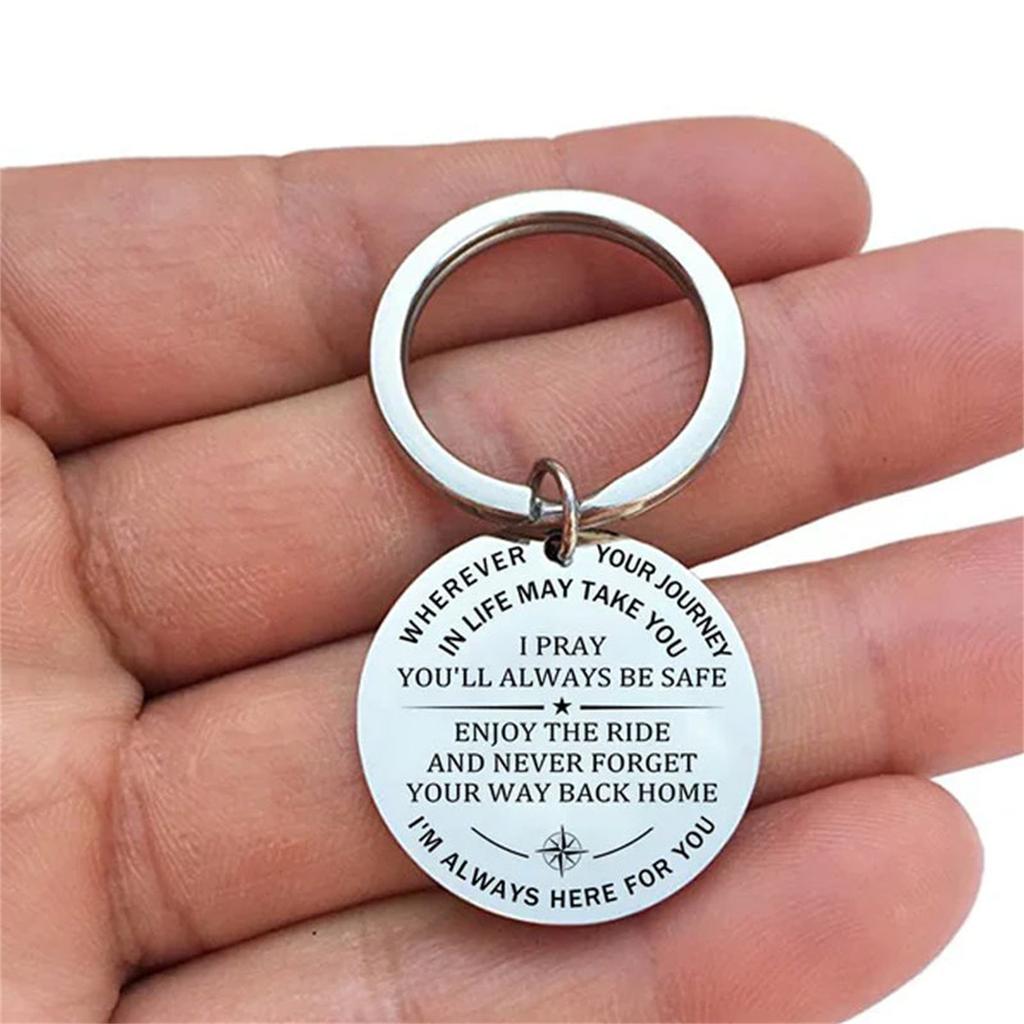 WHEREVER YOUR JOURNEY
IN LIFE MAY TAKE YOU
I PRAY
YOU'LL ALWAYS BE SAFE
ENJOY THE RIDE
AND NEVER FORGET
YOUR WAY BACK HOME
I'M ALWAYS HERE FOR YOU